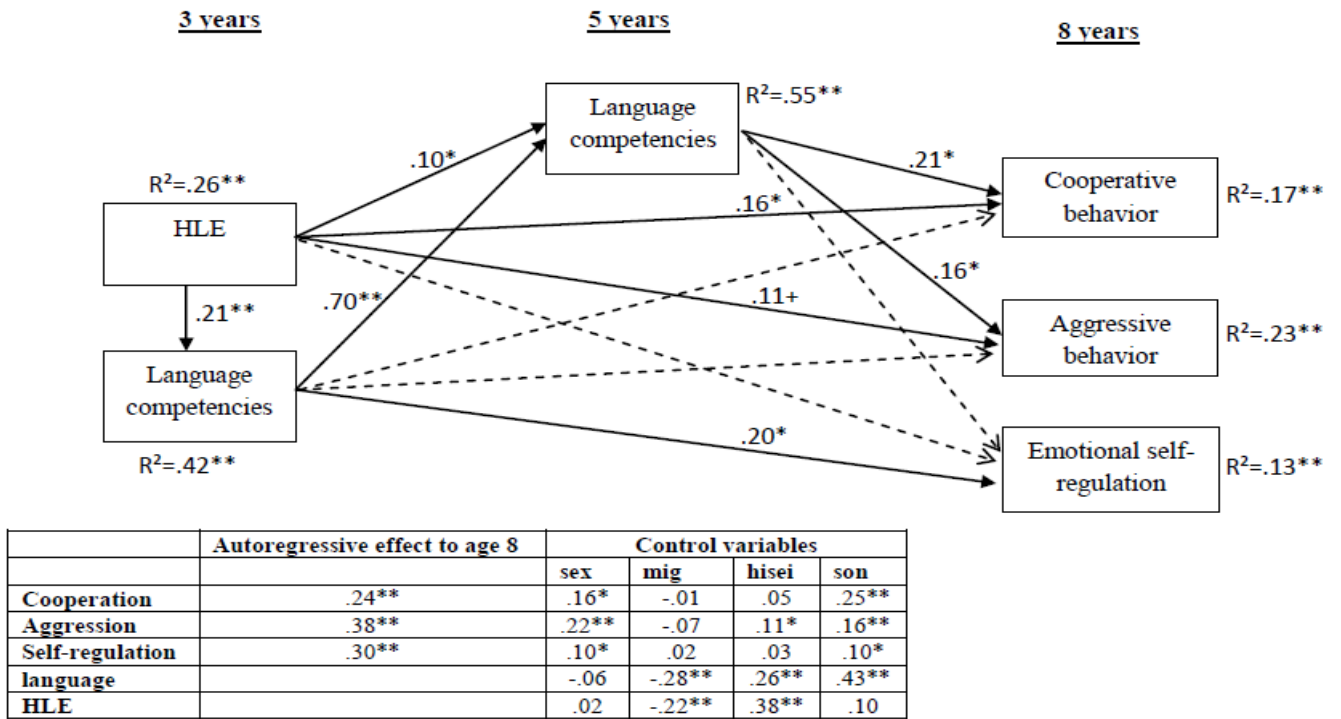 3 years 5 years 8 years
Language
competencies
R²=.55**
.10*
.21*
R²=.26**
HLE
Cooperative
behavior
R²=.17**
.16*
.16*
.70**
.11+
.21**
Aggressive
behavior
R²=.23**
Language
competencies
.20*
R²=.42**
Emotional self-
regulation
R²=.13**
Autoregressive effect to age 8 Control variables
sex mig hisei son
Cooperation .24** .16* -.01 .05 .25**
Aggression .38** .22** -.07 .11* .16**
Self-regulation .30** .10* .02 .03 .10*
language -.06 -.28** .26** .43**
HLE .02 -.22** .38** .10